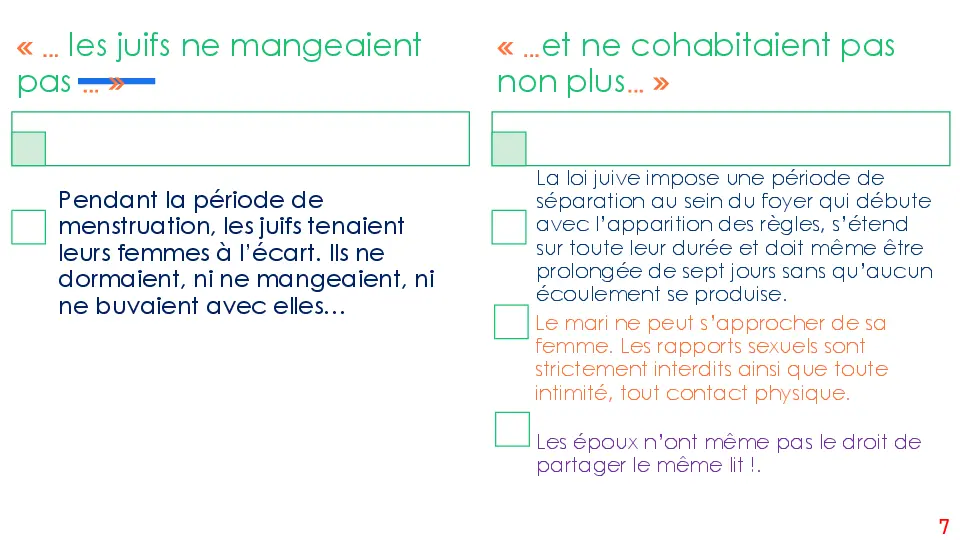 « … les juifs ne mangeaient
pas … »
Pendant la période de
menstruation, les juifs tenaient
leurs femmes à l’écart. Ils ne
dormaient, ni ne mangeaient, ni
ne buvaient avec elles…
« …et ne cohabitaient pas
non plus… »
La loi juive impose une période de
séparation au sein du foyer qui débute
avec l’apparition des règles, s’étend
sur toute leur durée et doit même être
prolongée de sept jours sans qu’aucun
écoulement se produise.
Le mari ne peut s’approcher de sa
femme. Les rapports sexuels sont
strictement interdits ainsi que toute
intimité, tout contact physique.
Les époux n’ont même pas le droit de
partager le même lit !.
7